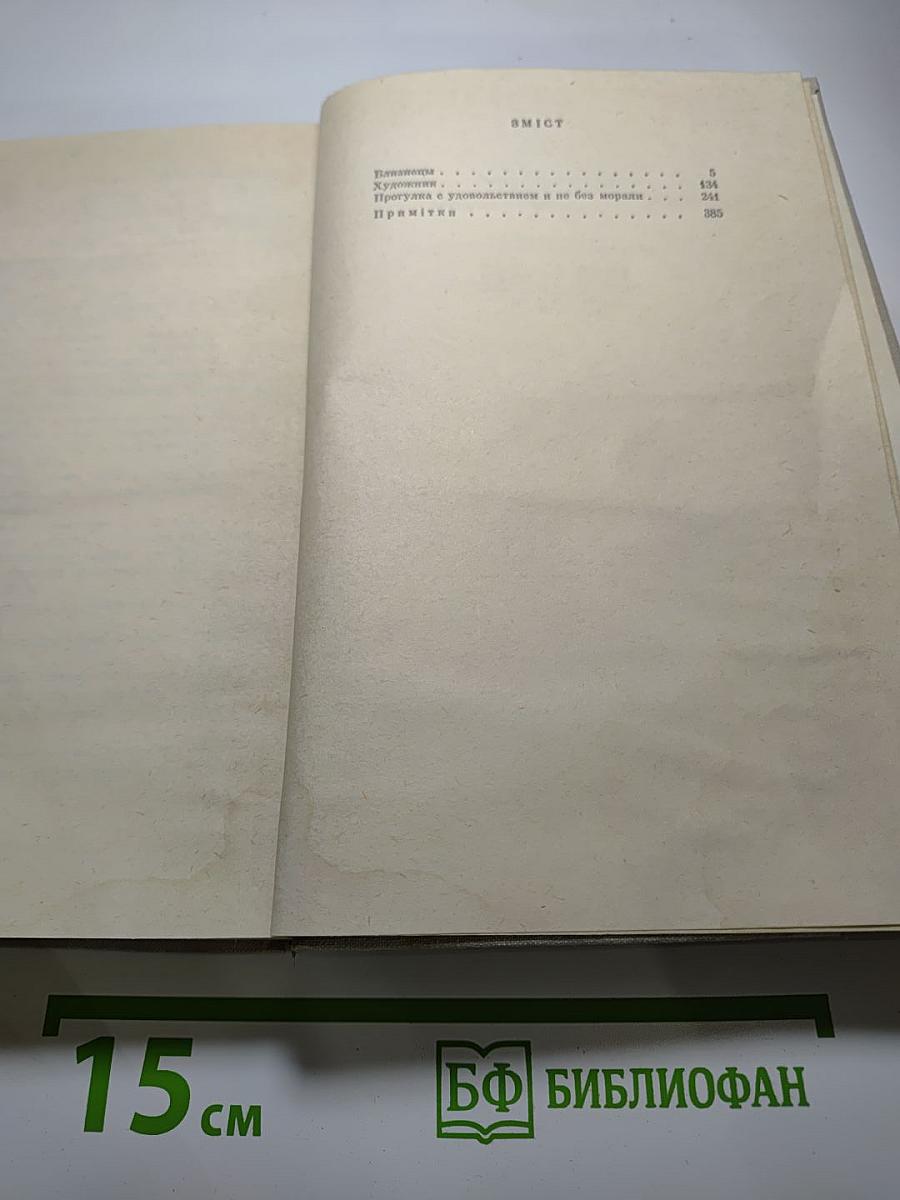 ЗМІСТ
Близнецы . . . . . . . . . . . . . . . 5
Художник . . . . . . . . . . . . . . . 134
Прогулка с удовольствием и не без морали . . . 241
Примітки . . . . . . . . . . . . . . 385
15 см
БФ БИБЛИОФАН